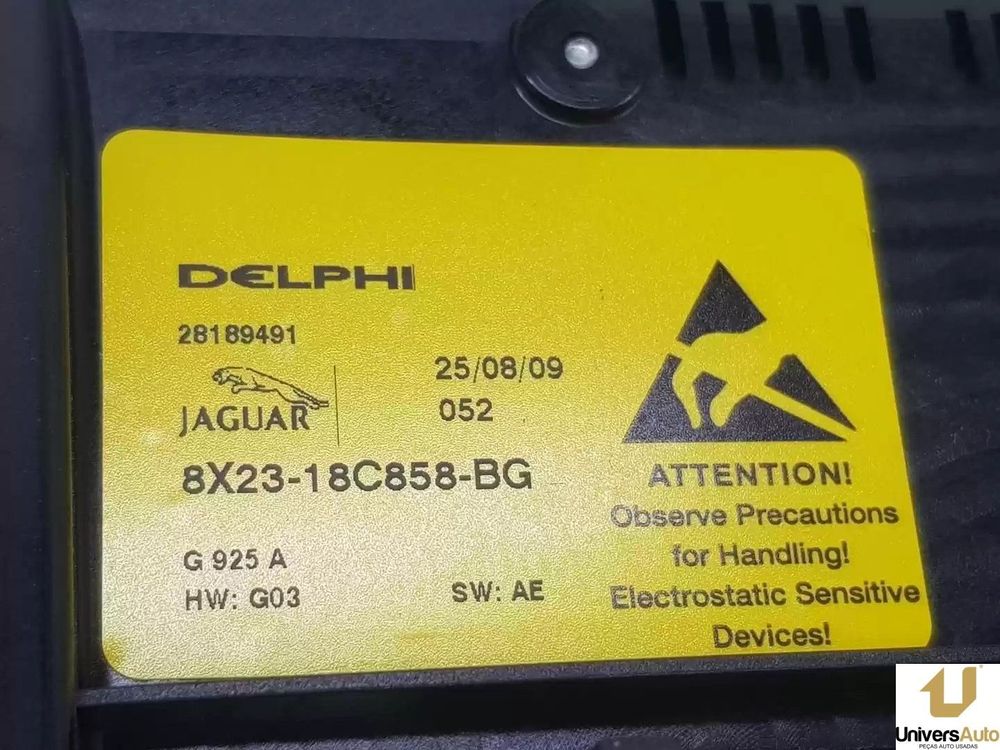 DELPHI
28189491
JAGUAR
25/08/09
052
8X23-18C858-BG
G 925 A
HW: G03
SW: AE
ATTENTION!
Observe Precautions
for Handling!
Electrostatic Sensitive
Devices!
UniversAuto
PEÇAS AUTO USADAS